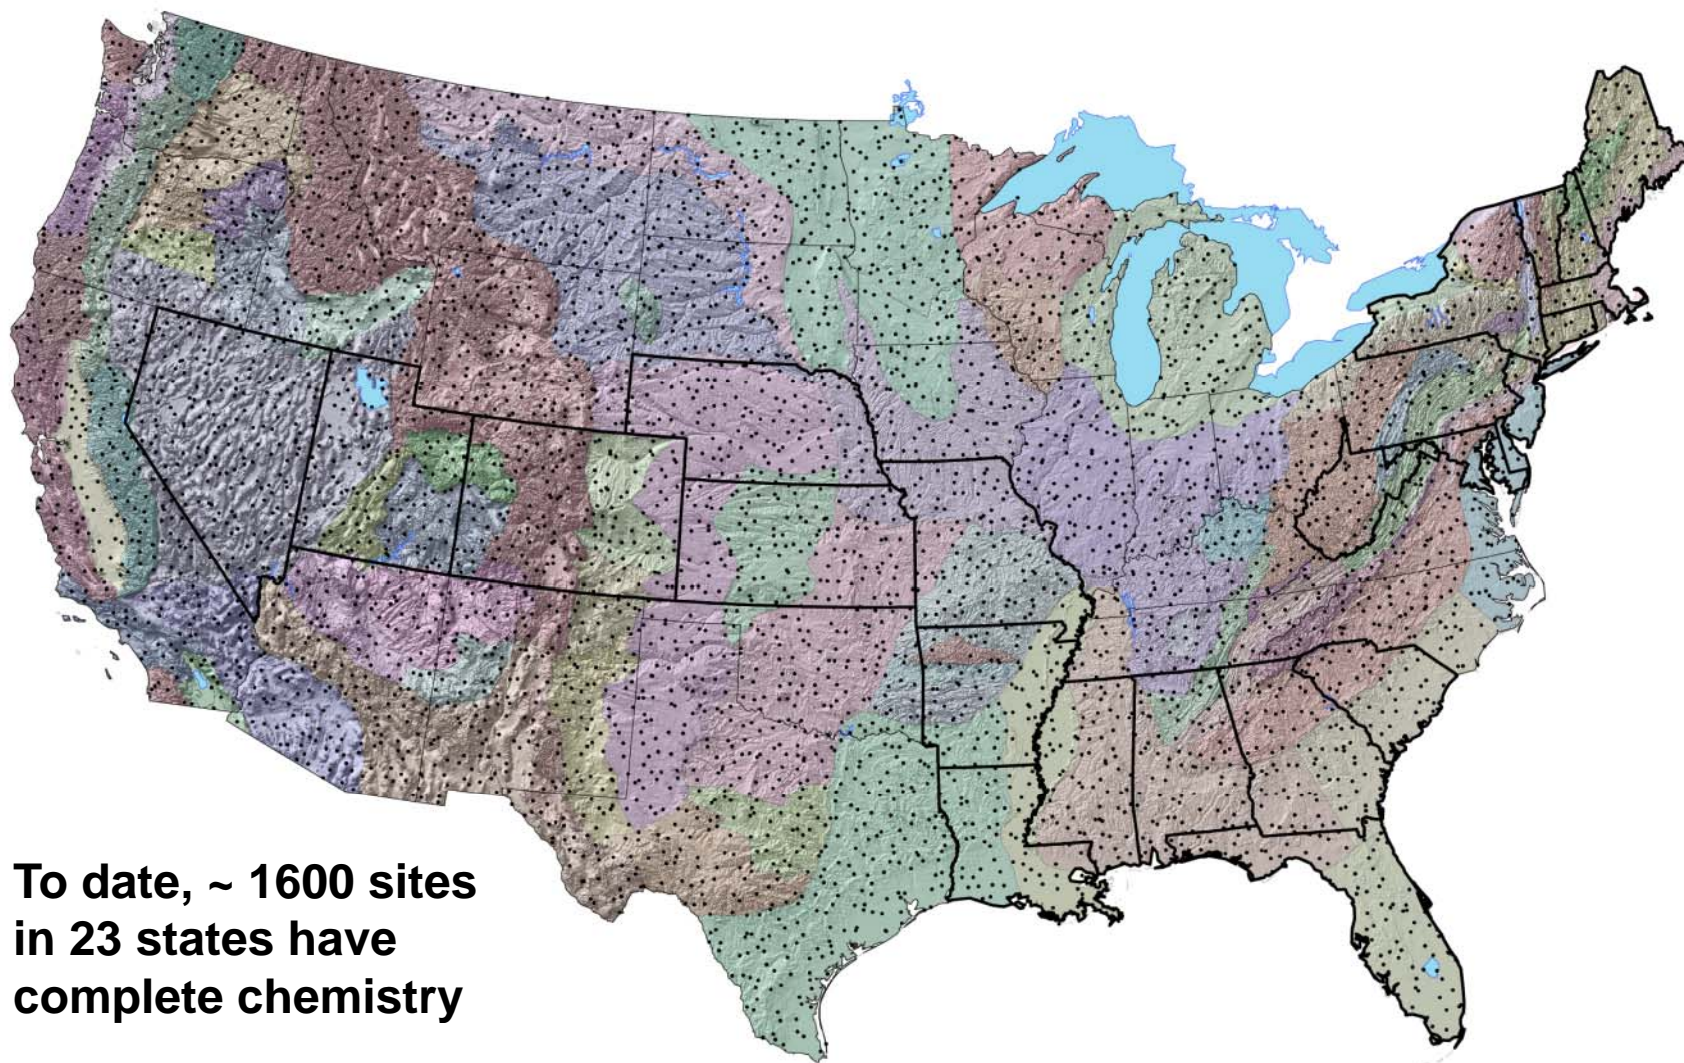 To date, ~ 1600 sites
in 23 states have
complete chemistry